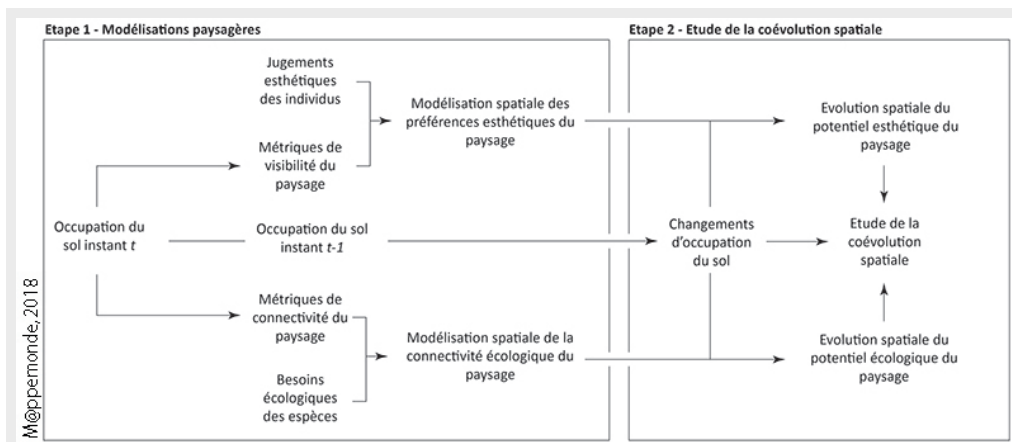 Etape 1 - Modélisations paysagères
Etape 2 - Etude de la coévolution spatiale
Jugements
esthétiques
des individus
Modélisation spatiale des
préférences esthétiques du
paysage
Evolution spatiale du
potentiel esthétique du
paysage
Métriques de
visibilité du
paysage
Occupation du
sol instant t
Occupation du sol
instant t-1
Changements
d'occupation
du sol
Etude de la
coévolution
spatiale
Métriques de
connectivité du
paysage
Modélisation spatiale de la
connectivité écologique du
paysage
Evolution spatiale du
potentiel écologique du
paysage
Besoins
écologiques
des espèces
M@ppemonde, 2018